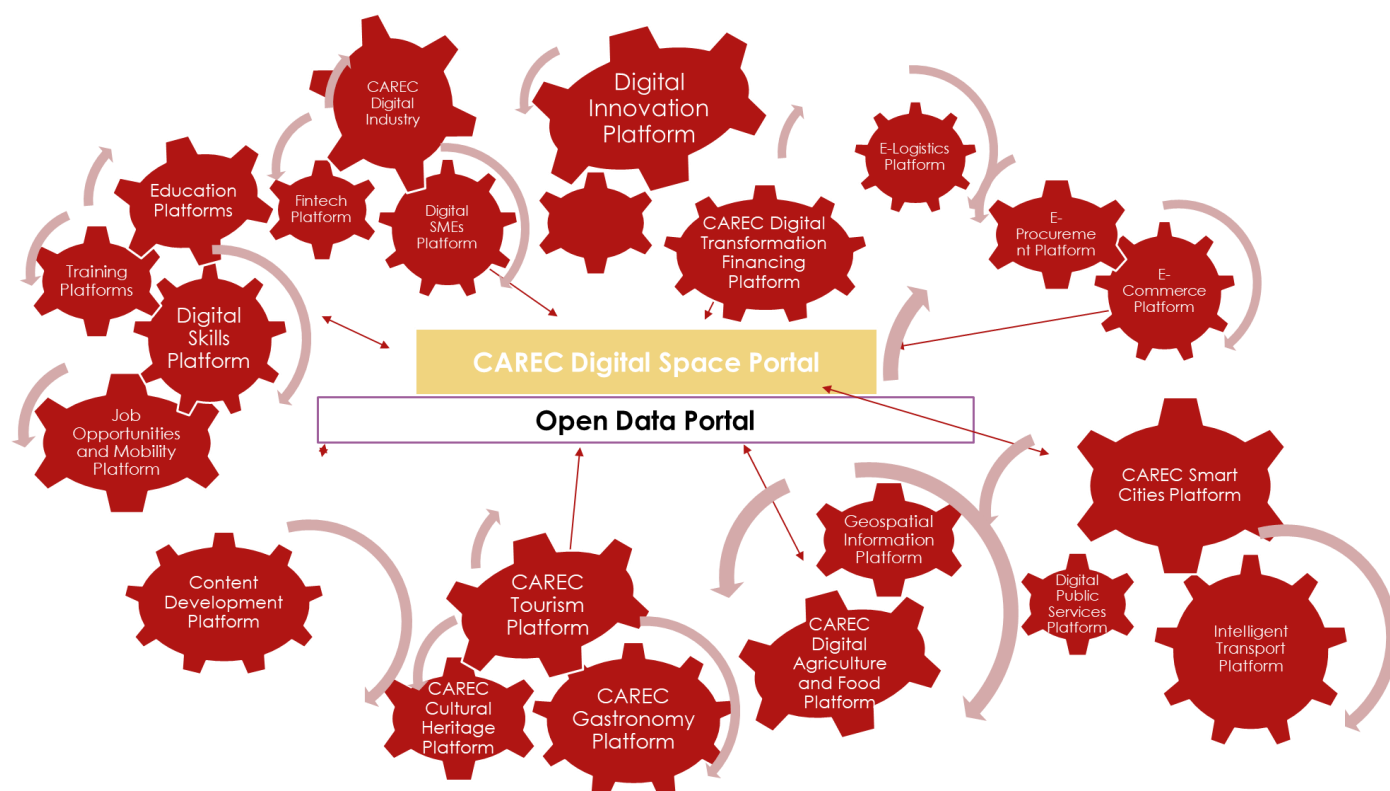 CAREC
Digital
Industry
Digital
Innovation
Platform
E-Logistics
Platform
Education
Platforms
Fintech
Platform
Digital
SMEs
Platform
CAREC Digital
Transformation
Financing
Platform
E-
Procureme
nt Platform
E-
Commerce
Platform
Training
Platforms
Digital
Skills
Platform
Job
Opportunities
and Mobility
Platform
CAREC Digital Space Portal
Open Data Portal
CAREC Smart
Cities Platform
Geospatial
Information
Platform
Digital
Public
Services
Platform
Intelligent
Transport
Platform
Content
Development
Platform
CAREC
Tourism
Platform
CAREC
Digital
Agriculture
and Food
Platform
CAREC
Cultural
Heritage
Platform
CAREC
Gastronomy
Platform